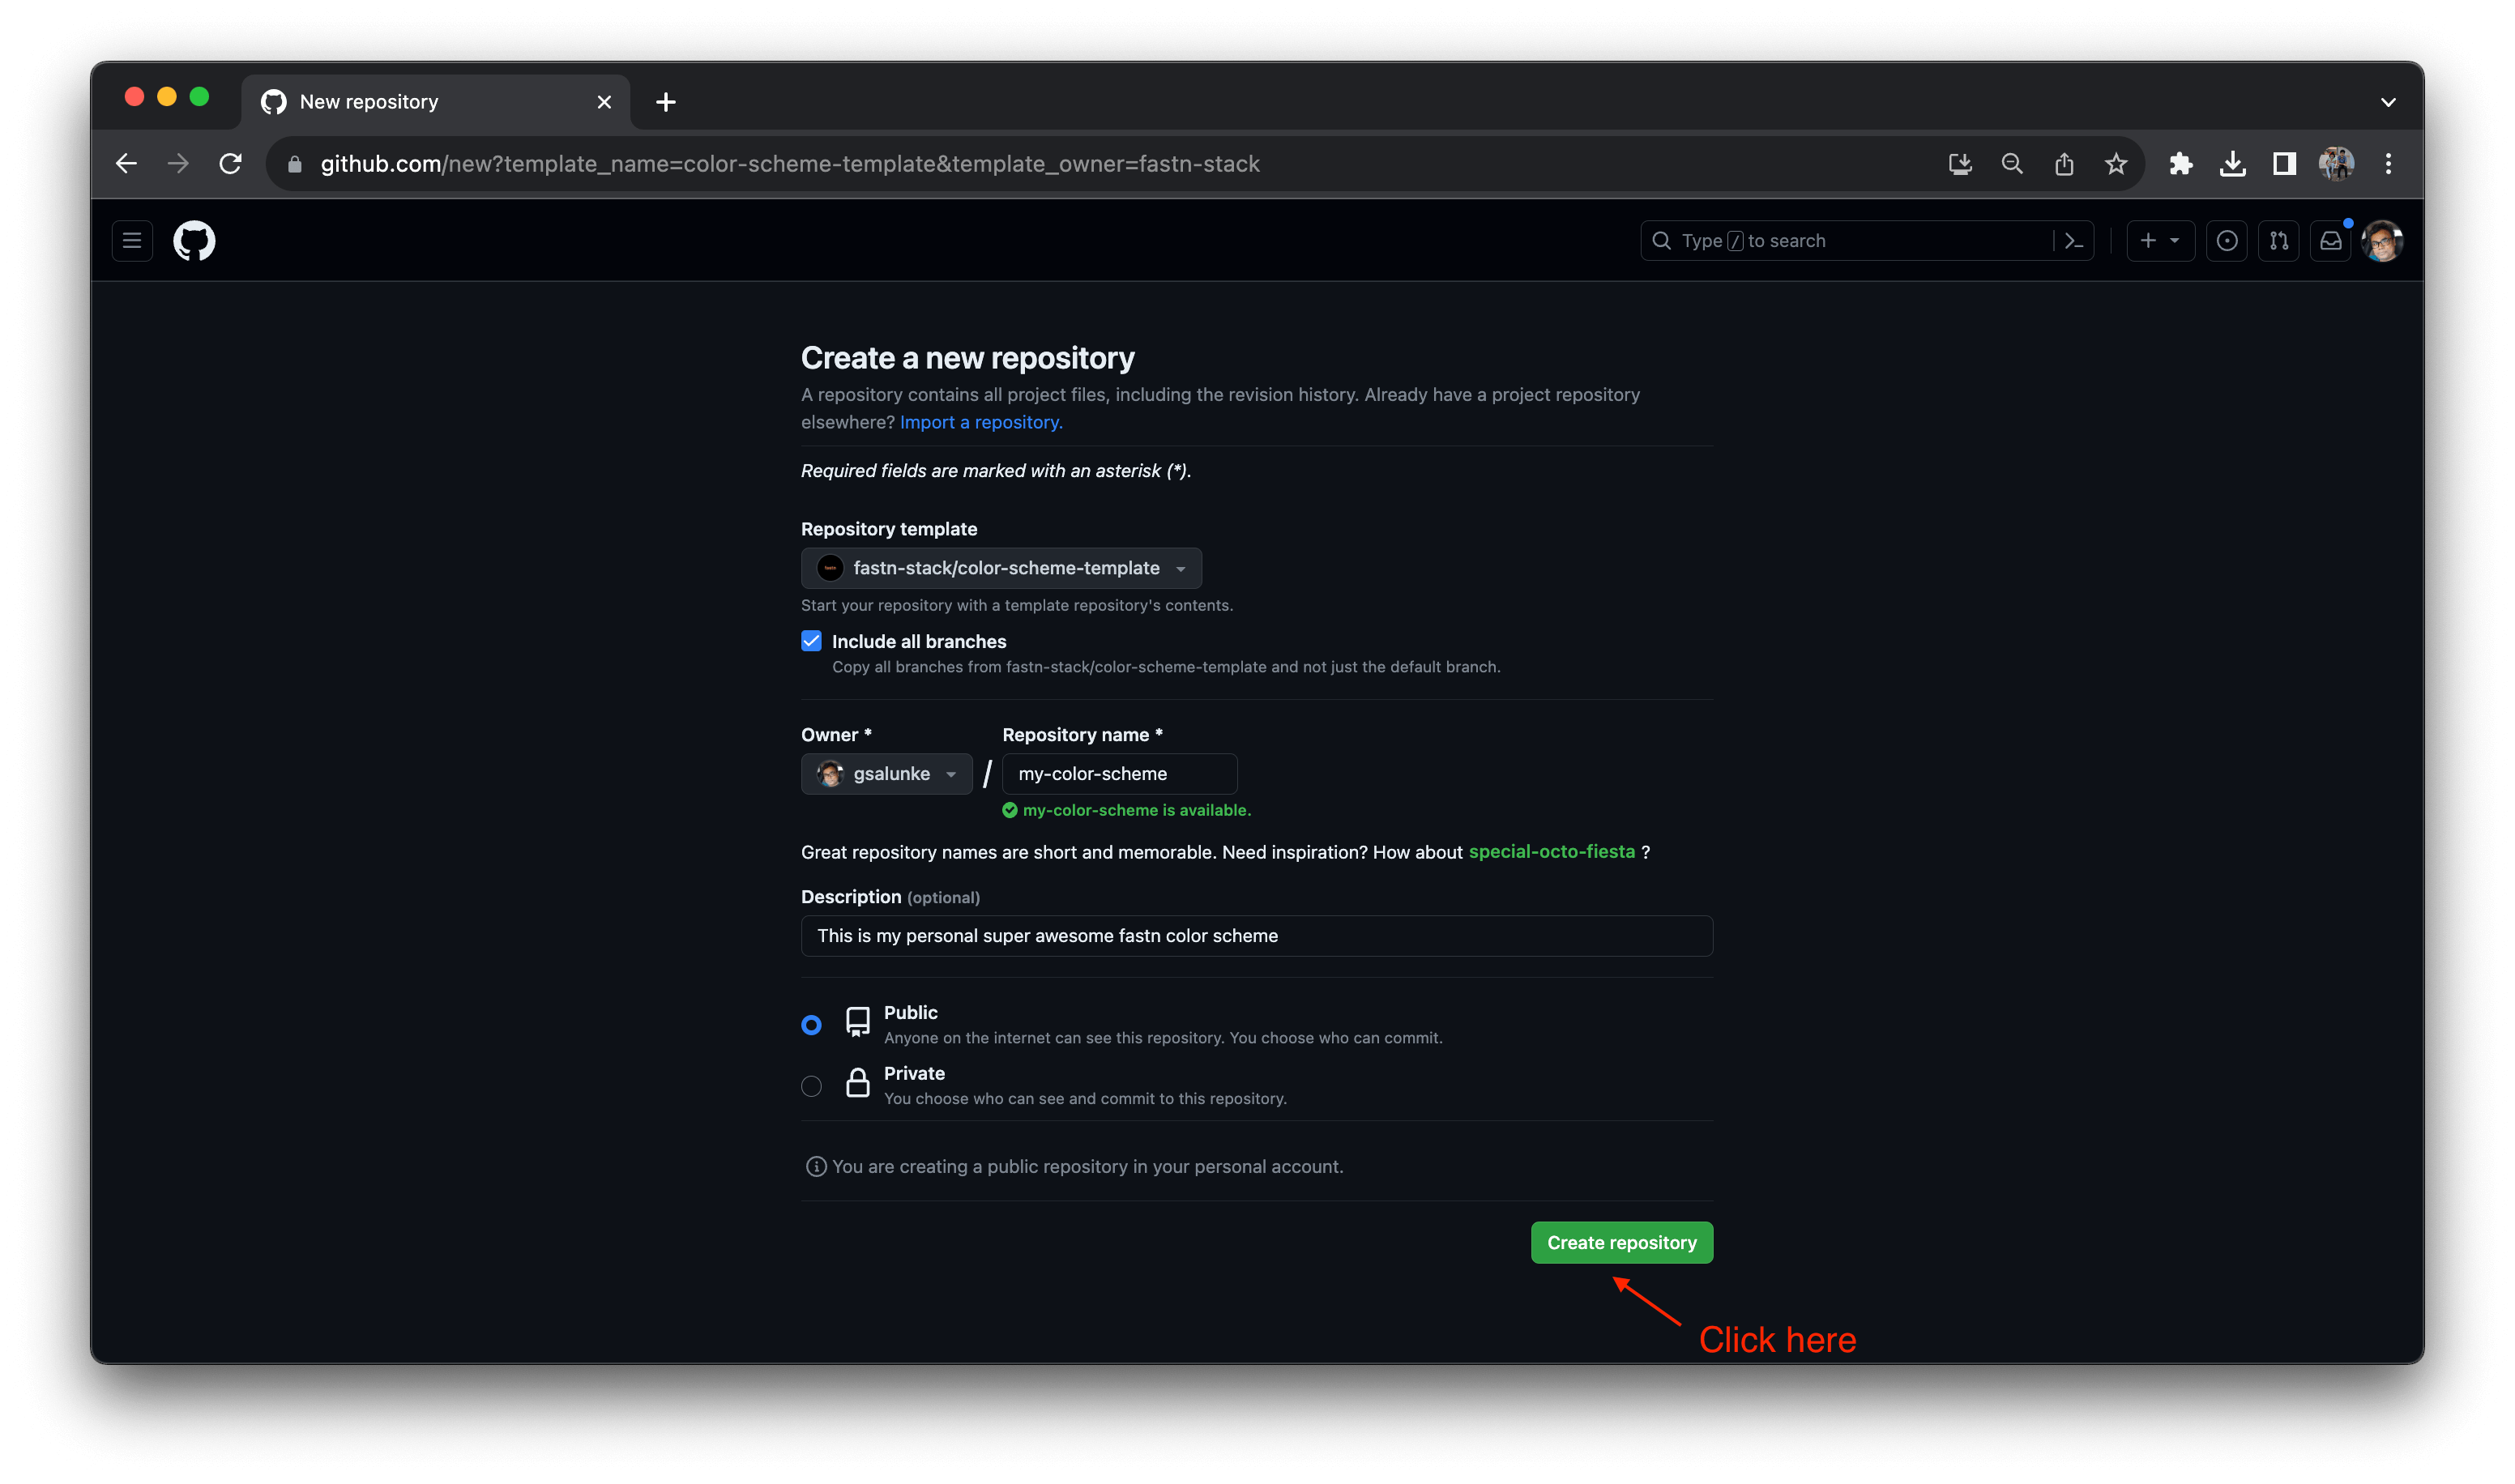 New repository
github.com/new?template_name=color-scheme-template&template_owner=fastn-stack
Type / to search
Create a new repository
A repository contains all project files, including the revision history. Already have a project repository
elsewhere? Import a repository.
Required fields are marked with an asterisk (*).
Repository template
fastn-stack/color-scheme-template
Start your repository with a template repository's contents.
Include all branches
Copy all branches from fastn-stack/color-scheme-template and not just the default branch.
Owner * Repository name *
gsalunke / my-color-scheme
my-color-scheme is available.
Great repository names are short and memorable. Need inspiration? How about special-octo-fiesta ?
Description (optional)
This is my personal super awesome fastn color scheme
Public
Anyone on the internet can see this repository. You choose who can commit.
Private
You choose who can see and commit to this repository.
You are creating a public repository in your personal account.
Create repository
Click here